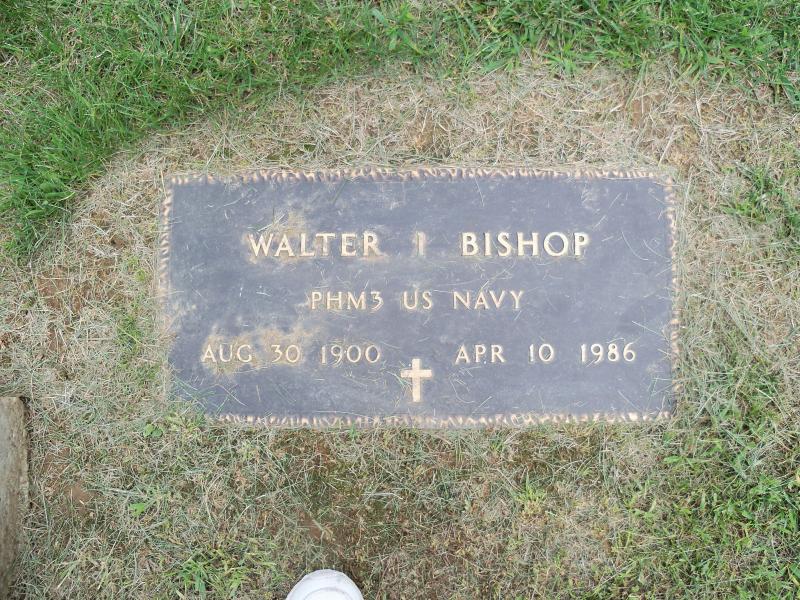 WALTER I BISHOP
PHM3 US NAVY
AUG 30 1900 APR 10 1986